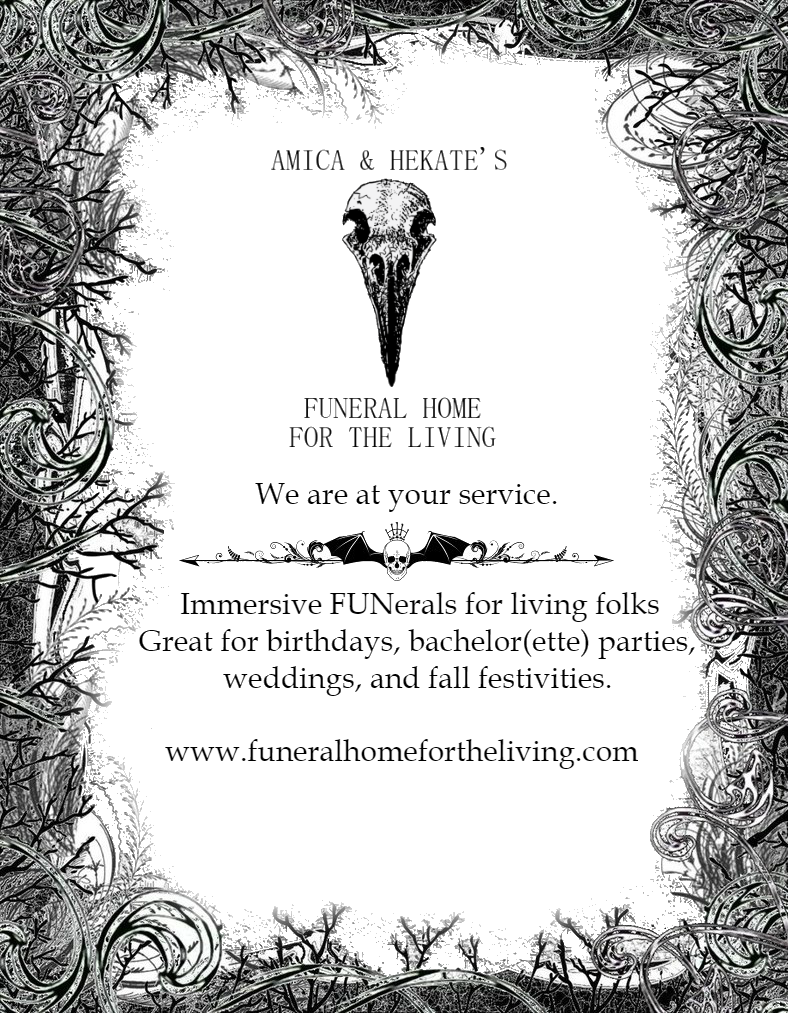 AMICA & HEKATE'S
FUNERAL HOME
FOR THE LIVING
We are at your service.
Immersive FUNerals for living folks
Great for birthdays, bachelor(ette) parties,
weddings, and fall festivities.
www.funeralhomefortheliving.com